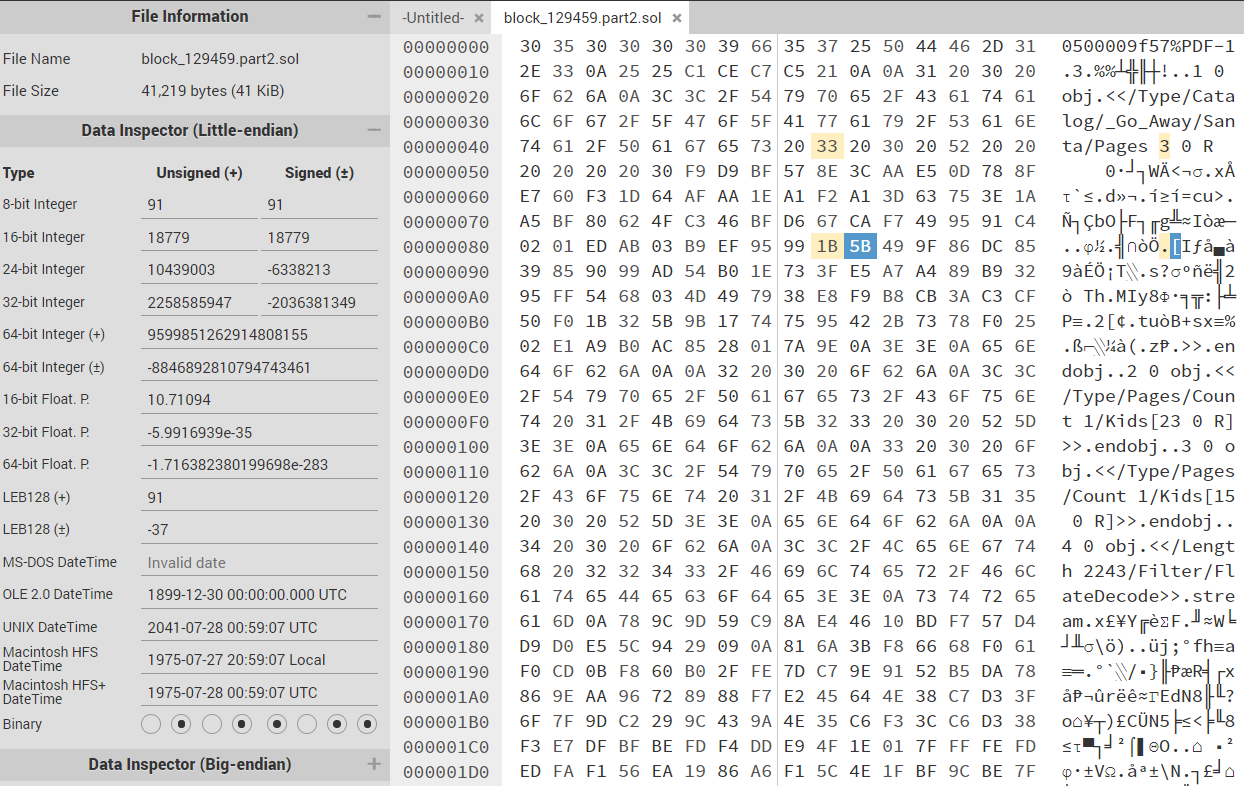 File Information
File Name block_129459.part2.sol
File Size 41,219 bytes (41 KiB)
Data Inspector (Little-endian)
Type Unsigned (+) Signed (±)
8-bit Integer 91 91
16-bit Integer 18779 18779
24-bit Integer 10439003 -6338213
32-bit Integer 2258585947 -2036381349
64-bit Integer (+) 9599851262914808155
64-bit Integer (±) -8846892810794743461
16-bit Float. P. 10.71094
32-bit Float. P. -5.9916939e-35
64-bit Float. P. -1.716382380199698e-283
LEB128 (+) 91
LEB128 (±) -37
MS-DOS DateTime Invalid date
OLE 2.0 DateTime 1899-12-30 00:00:00.000 UTC
UNIX DateTime 2041-07-28 00:59:07 UTC
Macintosh HFS DateTime 1975-07-27 20:59:07 Local
Macintosh HFS+ DateTime 1975-07-28 00:59:07 UTC
Binary
Data Inspector (Big-endian)
-Untitled- × block_129459.part2.sol ×
00000000 30 35 30 30 30 30 39 66 35 37 25 50 44 46 2D 31 0500009f57%PDF-1
00000010 2E 33 0A 25 25 C1 CE C7 C5 21 0A 0A 31 20 30 20 .3.%%┴╬╟┼!..1 0
00000020 6F 62 6A 0A 3C 3C 2F 54 79 70 65 2F 43 61 74 61 obj.<</Type/Cata
00000030 6C 6F 67 2F 5F 47 6F 5F 41 77 61 79 2F 53 61 6E log/_Go_Away/San
00000040 74 61 2F 50 61 67 65 73 20 33 20 30 20 52 20 20 ta/Pages 3 0 R
00000050 20 20 20 20 30 F9 D9 BF 57 8E 3C AA E5 0D 78 8F 0·┘┐WÄ<¬σ.xÅ
00000060 E7 60 F3 1D 64 AF AA 1E A1 F2 A1 3D 63 75 3E 1A τ`≤.d»¬.í≥í=cu>.
00000070 A5 BF 80 62 4F C3 46 BF D6 67 CA F7 49 95 91 C4 Ñ┐ÇbO├F┐╓g╩≈Iòæ─
00000080 02 01 ED AB 03 B9 EF 95 99 1B 5B 49 9F 86 DC 85 ..φ½.╣∩òÖ.[Iƒå▄à
00000090 39 85 90 99 AD 54 B0 1E 73 3F E5 A7 A4 89 B9 32 9àÉÖ¡T░.s?σºñë╣2
000000A0 95 FF 54 68 03 4D 49 79 38 E8 F9 B8 CB 3A C3 CF ò Th.MIy8Φ·╕╦:├╧
000000B0 50 F0 1B 32 5B 9B 17 74 75 95 42 2B 73 78 F0 25 P≡.2[¢.tuòB+sx≡%
000000C0 02 E1 A9 B0 AC 85 28 01 7A 9E 0A 3E 3E 0A 65 6E .ß⌐░¼à(.z₧.>>.en
000000D0 64 6F 62 6A 0A 0A 32 20 30 20 6F 62 6A 0A 3C 3C dobj..2 0 obj.<<
000000E0 2F 54 79 70 65 2F 50 61 67 65 73 2F 43 6F 75 6E /Type/Pages/Coun
000000F0 74 20 31 2F 4B 69 64 73 5B 32 33 20 30 20 52 5D t 1/Kids[23 0 R]
00000100 3E 3E 0A 65 6E 64 6F 62 6A 0A 0A 33 20 30 20 6F >>.endobj..3 0 o
00000110 62 6A 0A 3C 3C 2F 54 79 70 65 2F 50 61 67 65 73 bj.<</Type/Pages
00000120 2F 43 6F 75 6E 74 20 31 2F 4B 69 64 73 5B 31 35 /Count 1/Kids[15
00000130 20 30 20 52 5D 3E 3E 0A 65 6E 64 6F 62 6A 0A 0A 0 R]>>.endobj..
00000140 34 20 30 20 6F 62 6A 0A 3C 3C 2F 4C 65 6E 67 74 4 0 obj.<</Lengt
00000150 68 20 32 32 34 33 2F 46 69 6C 74 65 72 2F 46 6C h 2243/Filter/Fl
00000160 61 74 65 44 65 63 6F 64 65 3E 3E 0A 73 74 72 65 ateDecode>>.stre
00000170 61 6D 0A 78 9C 9D 59 C9 8A E4 46 10 BD F7 57 D4 am.x£¥Y╔èΣF.╜≈W╘
00000180 D9 D0 E5 5C 94 29 09 0A 81 6A 3B F8 66 68 F0 61 ┘╨σ\ö)..üj;°fh≡a
00000190 F0 CD 0B F8 60 B0 2F FE 7D C7 9E 91 52 B5 DA 78 ≡═.°`░/▪}╟₧æR╡┌x
000001A0 86 9E AA 96 72 89 88 F7 E2 45 64 4E 38 C7 D3 3F å₧¬ûrëê≈ΓEdN8╟╙?
000001B0 6F 7F 9D C2 29 9C 43 9A 4E 35 C6 F3 3C C6 D3 38 o⌂¥┬)£CÜN5╞≤<╞╙8
000001C0 F3 E7 DF BF BE FD F4 DD E9 4F 1E 01 7F FF FE FD ≤τ▀┐╛²⌠▌ΘO..⌂ ▪²
000001D0 ED FA F1 56 EA 19 86 A6 F1 5C 4E 1F BF 9C BE 7F φ·±VΩ.åª±\N.┐£╛⌂